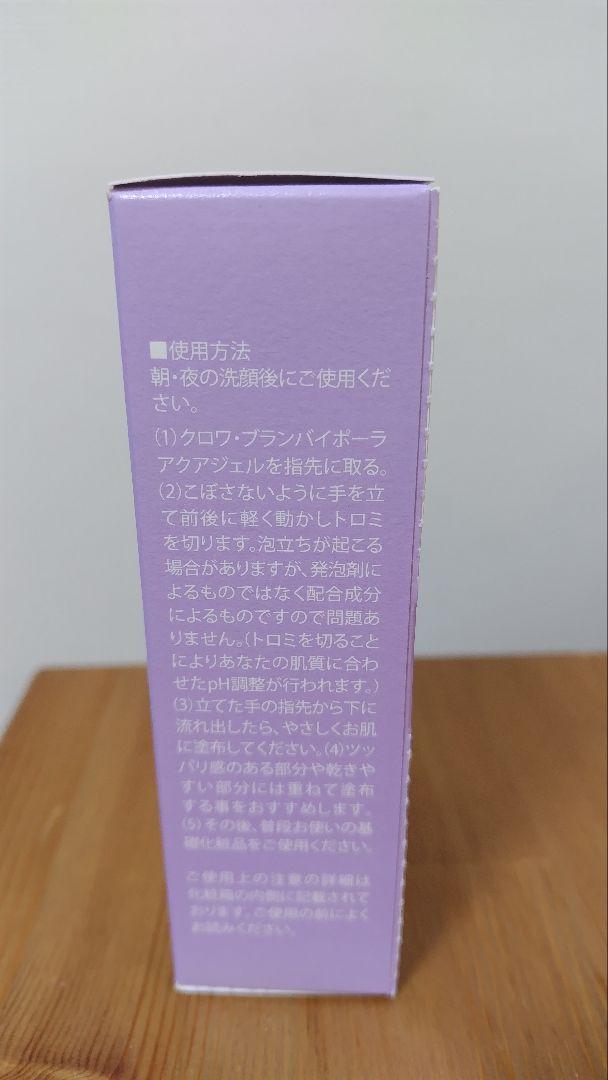 ■使用方法
朝・夜の洗顔後にご使用くだ
さい。
(1)クロワ・ブランバイポーラ
アクアジェルを指先に取る。
(2)こぼさないように手を立
て前後に軽く動かしトロミ
を切ります。泡立ちが起こる
場合がありますが、発泡剤に
よるものではなく配合成分
によるものですので問題あ
りません。(トロミを切ること
によりあなたの肌質に合わ
せたpH調整が行われます。)
(3)立てた手の指先から下に
流れ出したら、やさしくお肌
に塗布してください。(4)ツッ
パリ感のある部分や乾きや
すい部分には重ねて塗布
する事をおすすめします。
(5)その後、普段お使いの基
礎化粧品をご使用ください。
ご使用上の注意の詳細は
化粧箱の内側に記載されて
おります。ご使用の前によく
お読みください。